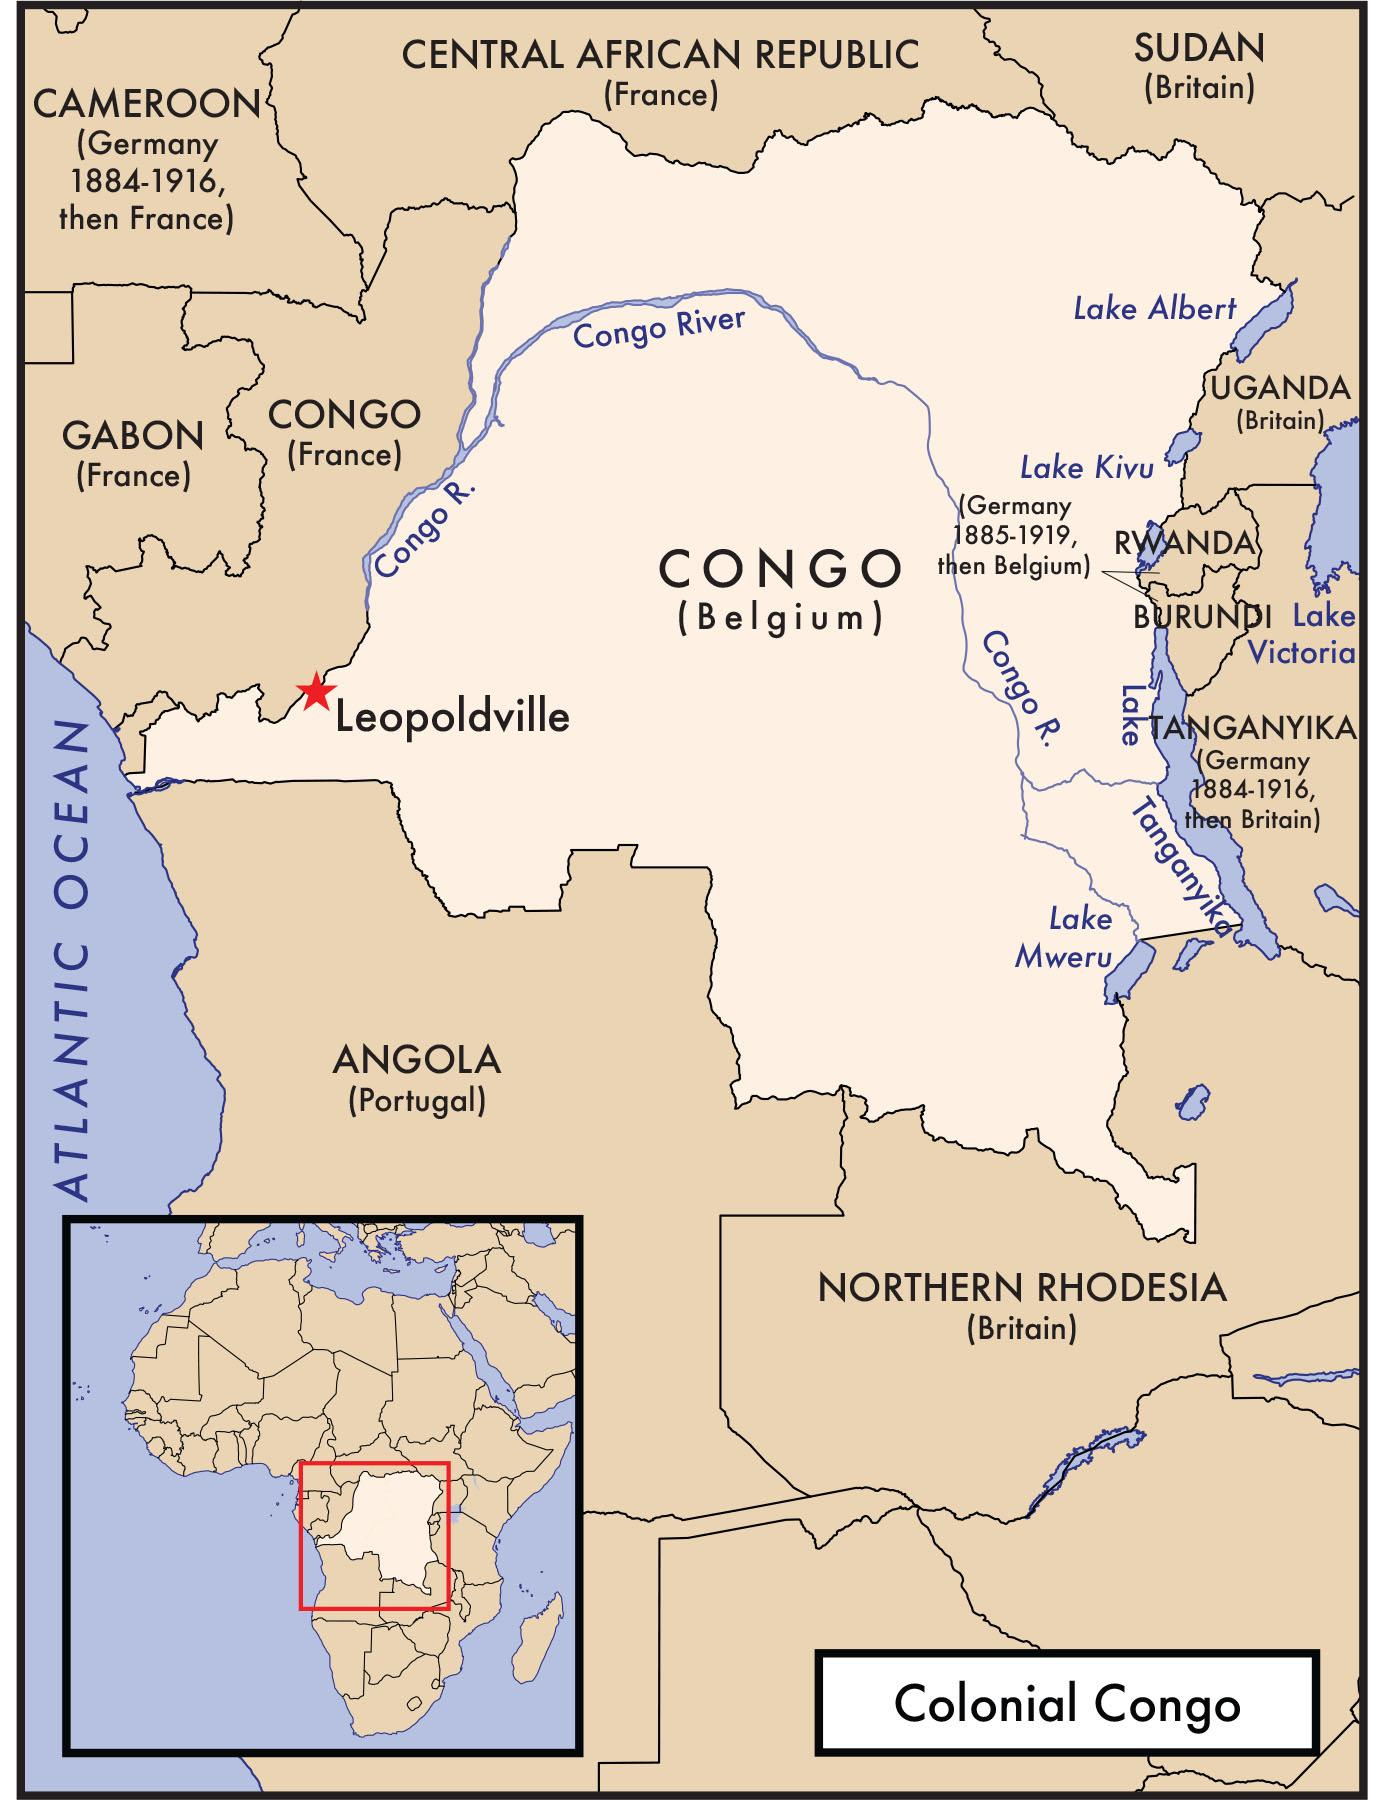 CENTRAL AFRICAN REPUBLIC
(France)
SUDAN
(Britain)
CAMEROON
(Germany
1884-1916,
then France)
Lake Albert
Congo River
UGANDA
(Britain)
CONGO
(France)
GABON
(France)
Lake Kivu
Congo R.
(Germany
1885-1919,
then Belgium)
RWANDA
BURUNDI
CONGO
(Belgium)
Lake
Victoria
Congo R.
Leopoldville
Lake
Tanganyika
TANGANYIKA
(Germany
1884-1916,
then Britain)
ATLANTIC OCEAN
Lake
Mweru
ANGOLA
(Portugal)
NORTHERN RHODESIA
(Britain)
Colonial Congo